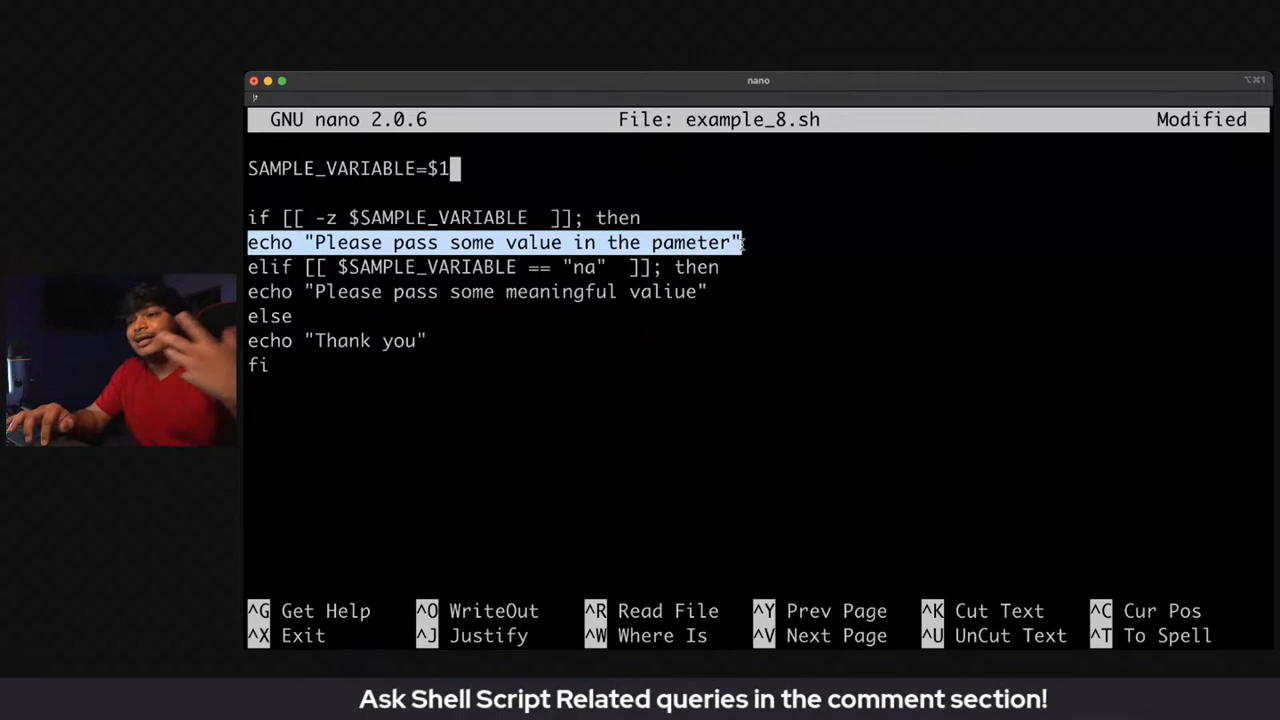 nano
⌥⌘1
GNU nano 2.0.6 File: example_8.sh Modified
SAMPLE_VARIABLE=$1
if [[ -z $SAMPLE_VARIABLE  ]]; then
echo "Please pass some value in the pameter"
elif [[ $SAMPLE_VARIABLE == "na"  ]]; then
echo "Please pass some meaningful valiue"
else
echo "Thank you"
fi
^G Get Help ^O WriteOut ^R Read File ^Y Prev Page ^K Cut Text ^C Cur Pos
^X Exit ^J Justify ^W Where Is ^V Next Page ^U UnCut Text ^T To Spell
Ask Shell Script Related queries in the comment section!